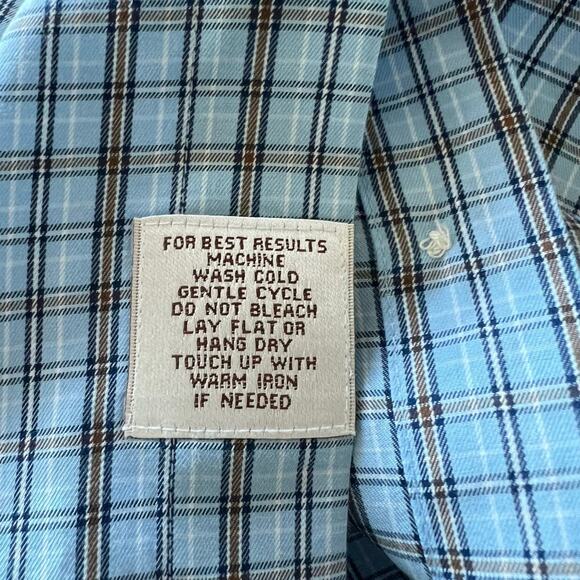 FOR BEST RESULTS
MACHINE
WASH COLD
GENTLE CYCLE
DO NOT BLEACH
LAY FLAT OR
HANG DRY
TOUCH UP WITH
WARM IRON
IF NEEDED